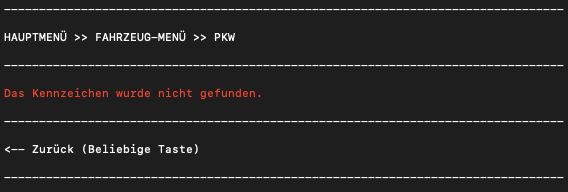 HAUPTMENÜ >> FAHRZEUG-MENÜ >> PKW
Das Kennzeichen wurde nicht gefunden.
<-- Zurück (Beliebige Taste)